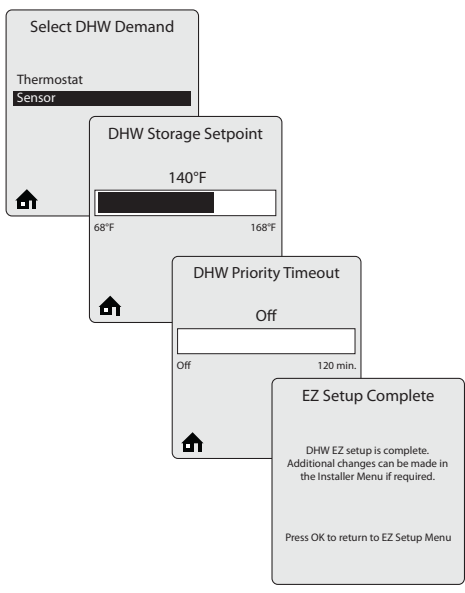 Select DHW Demand
Thermostat
Sensor
DHW Storage Setpoint
140°F
68°F 168°F
DHW Priority Timeout
Off
Off 120 min.
EZ Setup Complete
DHW EZ setup is complete.
Additional changes can be made in
the Installer Menu if required.
Press OK to return to EZ Setup Menu